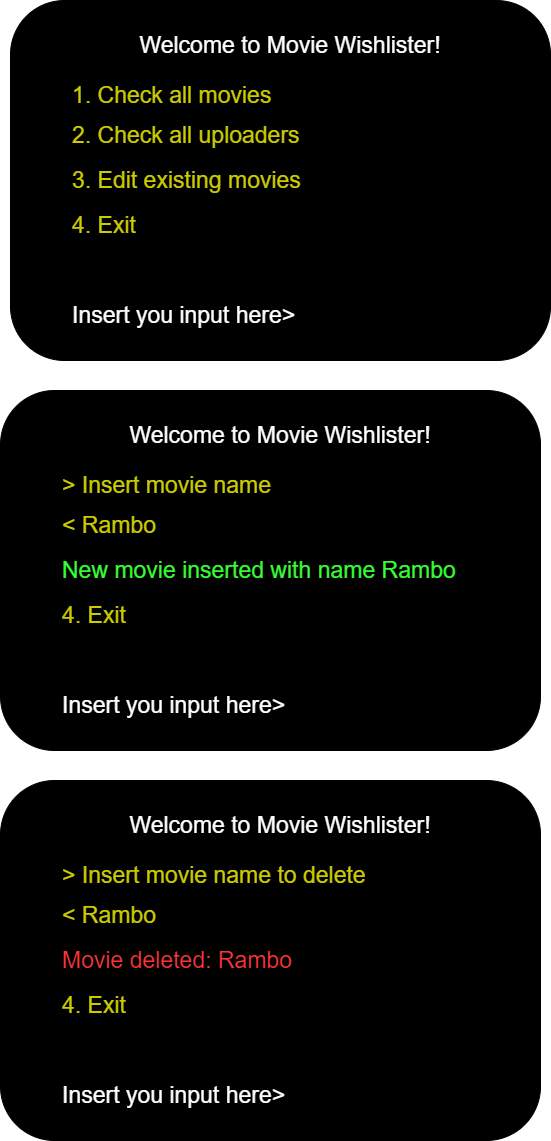 Welcome to Movie Wishlister!
1. Check all movies
2. Check all uploaders
3. Edit existing movies
4. Exit
Insert you input here>
Welcome to Movie Wishlister!
> Insert movie name
< Rambo
New movie inserted with name Rambo
4. Exit
Insert you input here>
Welcome to Movie Wishlister!
> Insert movie name to delete
< Rambo
Movie deleted: Rambo
4. Exit
Insert you input here>